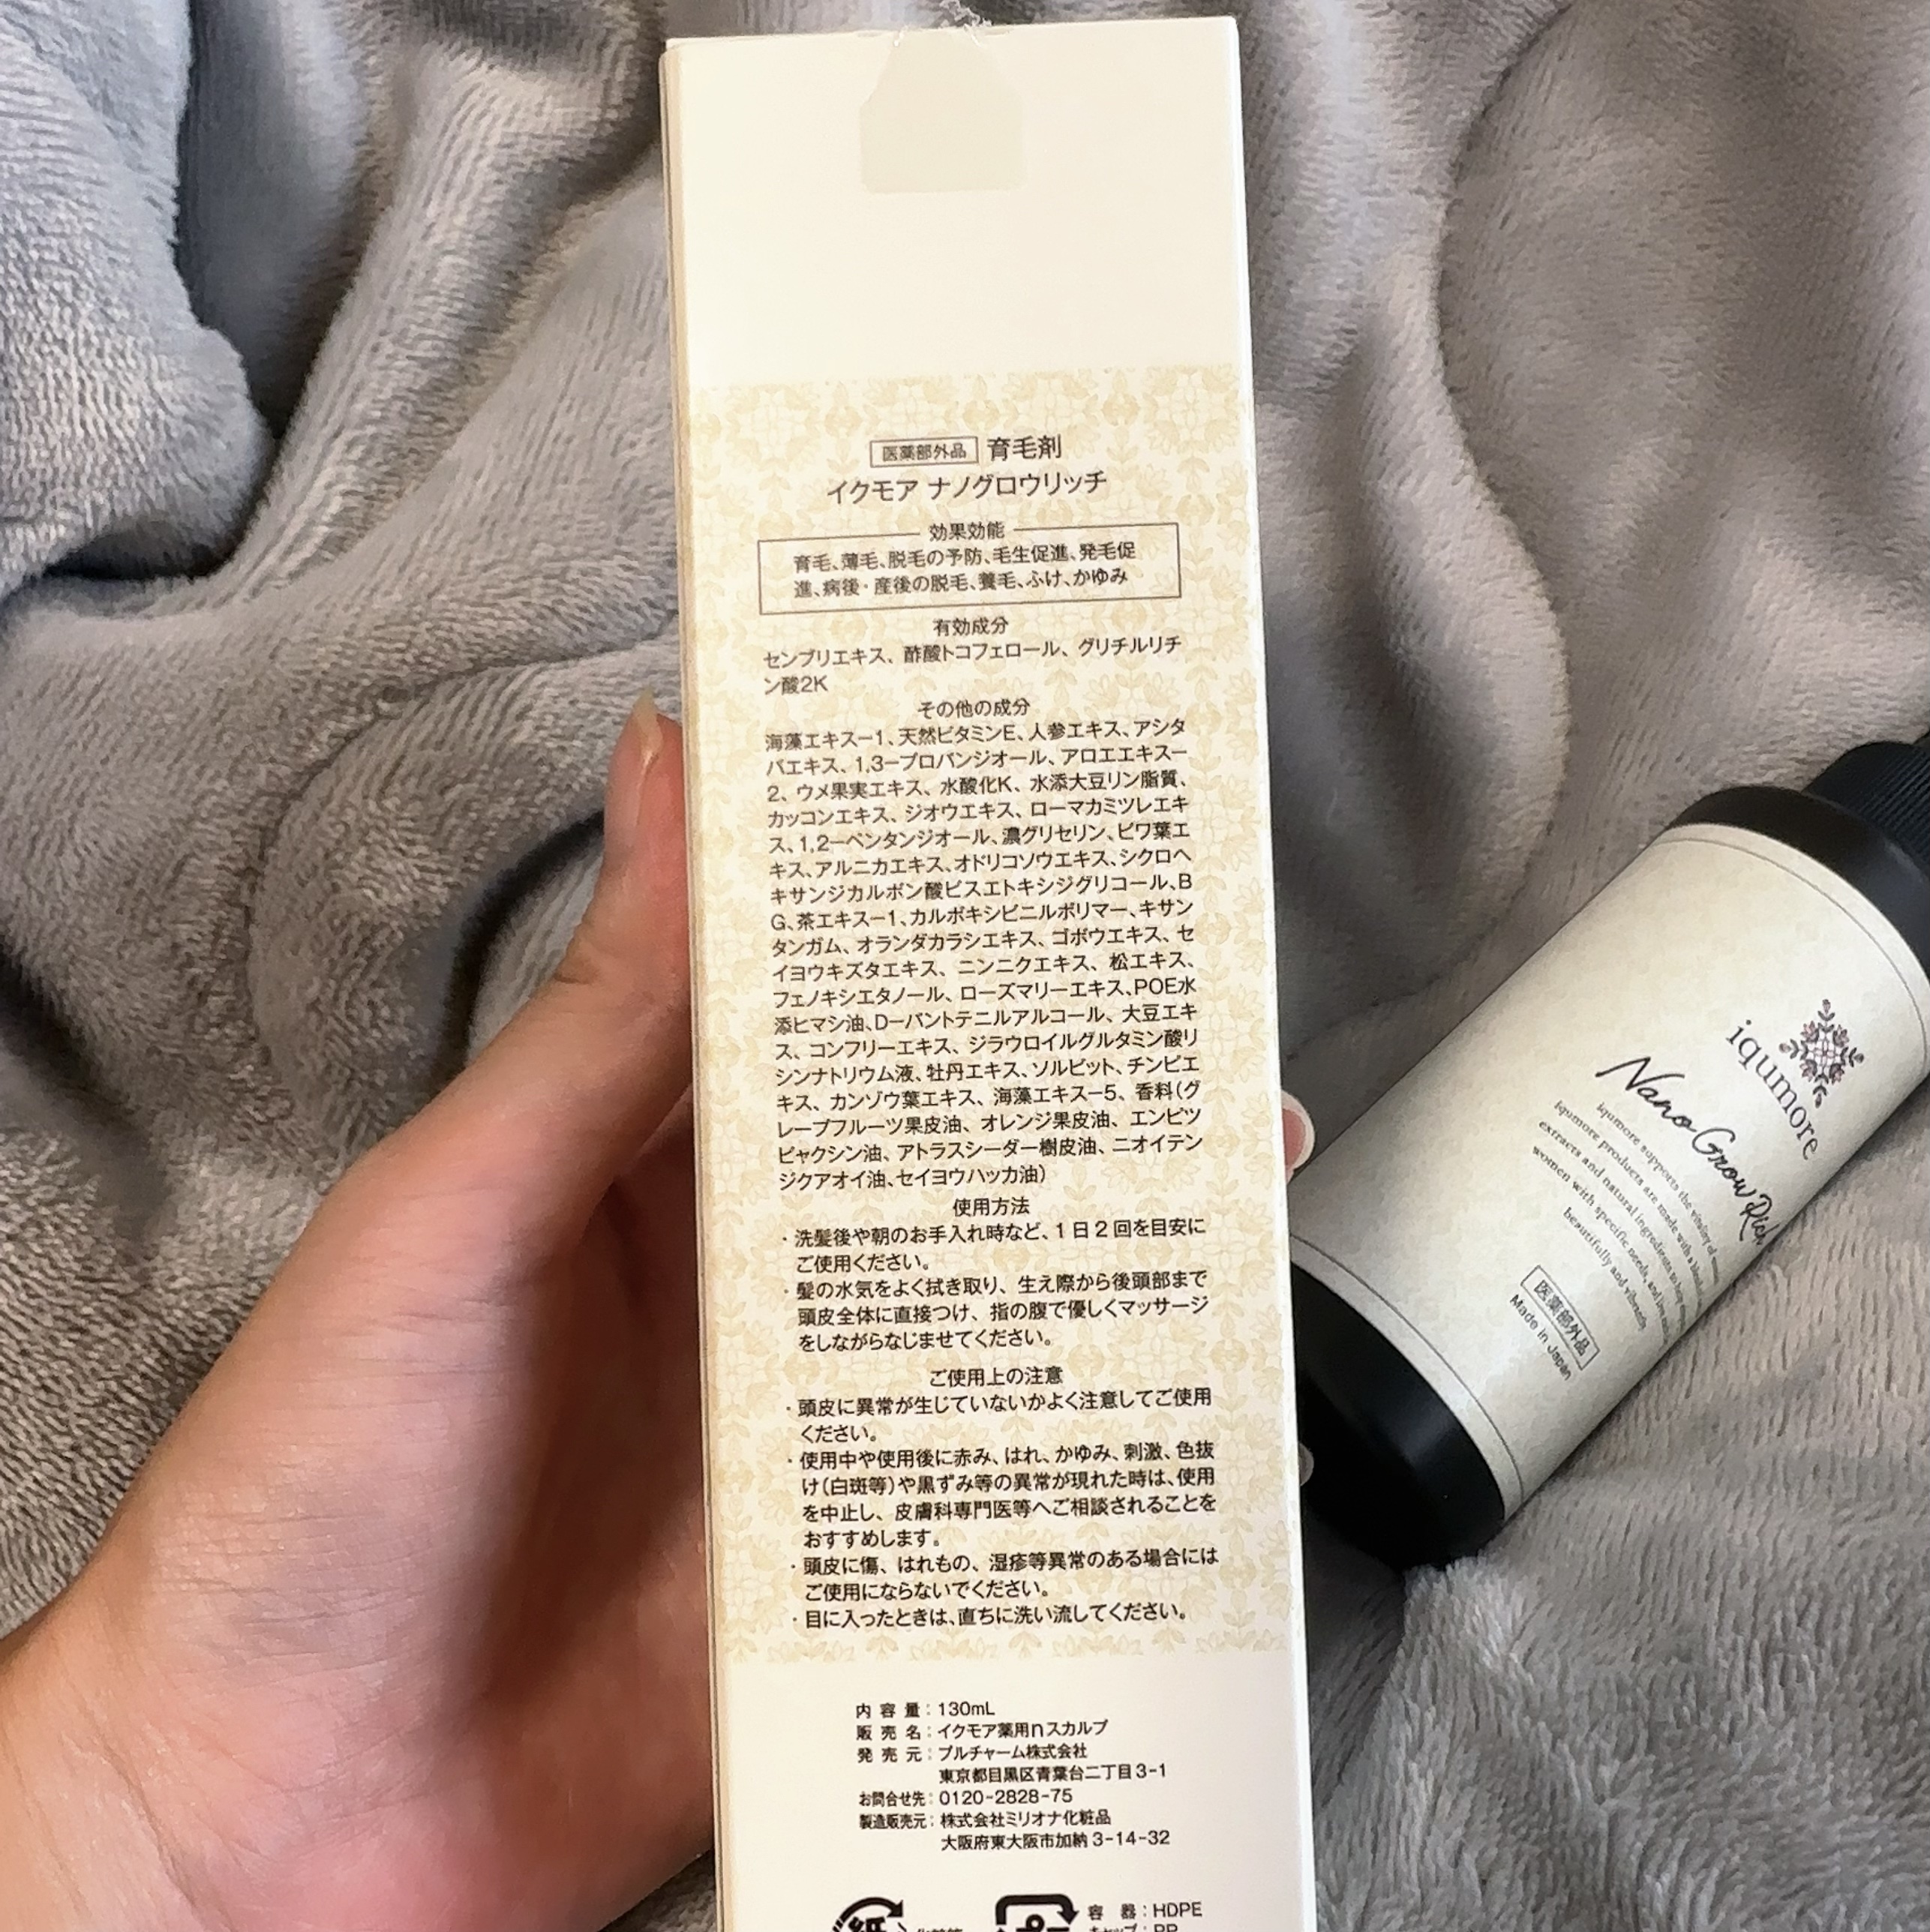 医薬部外品 育毛剤
イクモア ナノグロウリッチ
効果効能
育毛、薄毛、脱毛の予防、毛生促進、発毛促
進、病後・産後の脱毛、養毛、ふけ、かゆみ
有効成分
センブリエキス、酢酸トコフェロール、グリチルリチ
ン酸2K
その他の成分
海藻エキスー1、天然ビタミンE、人参エキス、アシタ
バエキス、1,3ープロパンジオール、アロエエキスー
2、ウメ果実エキス、水酸化K、水添大豆リン脂質、
カッコンエキス、ジオウエキス、ローマカミツレエキ
ス、1,2ーペンタンジオール、濃グリセリン、ビワ葉エ
キス、アルニカエキス、オドリコソウエキス、シクロヘ
キサンジカルボン酸ビスエトキシジグリコール、B
G、茶エキスー1、カルボキシビニルポリマー、キサン
タンガム、オランダカラシエキス、ゴボウエキス、セ
イヨウキズタエキス、ニンニクエキス、松エキス、
フェノキシエタノール、ローズマリーエキス、POE水
添ヒマシ油、Dーパントテニルアルコール、大豆エキ
ス、コンフリーエキス、ジラウロイルグルタミン酸リ
シンナトリウム液、牡丹エキス、ソルビット、チンピエ
キス、カンゾウ葉エキス、海藻エキスー5、香料(グ
レープフルーツ果皮油、オレンジ果皮油、エンピツ
ビャクシン油、アトラスシーダー樹皮油、ニオイテン
ジクアオイ油、セイヨウハッカ油)
使用方法
・洗髪後や朝のお手入れ時など、1日2回を目安に
ご使用ください。
・髪の水気をよく拭き取り、生え際から後頭部まで
頭皮全体に直接つけ、指の腹で優しくマッサージ
をしながらなじませてください。
ご使用上の注意
・頭皮に異常が生じていないかよく注意してご使用
ください。
・使用中や使用後に赤み、はれ、かゆみ、刺激、色抜
け(白斑等)や黒ずみ等の異常が現れた時は、使用
を中止し、皮膚科専門医等へご相談されることを
おすすめします。
・頭皮に傷、はれもの、湿疹等異常のある場合には
ご使用にならないでください。
・目に入ったときは、直ちに洗い流してください。
内容量：130mL
販売名：イクモア薬用nスカルプ
発売元：プルチャーム株式会社
東京都目黒区青葉台二丁目3-1
お問合せ先：0120-2828-75
製造販売元：株式会社ミリオナ化粧品
大阪府東大阪市加納3-14-32
容器：HDPE
iqumore
Nano Grow Rich
iqumore supports the vitality of
iqumore products are made with a
extracts and natural ingredients to
women with specific needs, and
beautifully and vibrantly
医薬部外品
Made in Japan